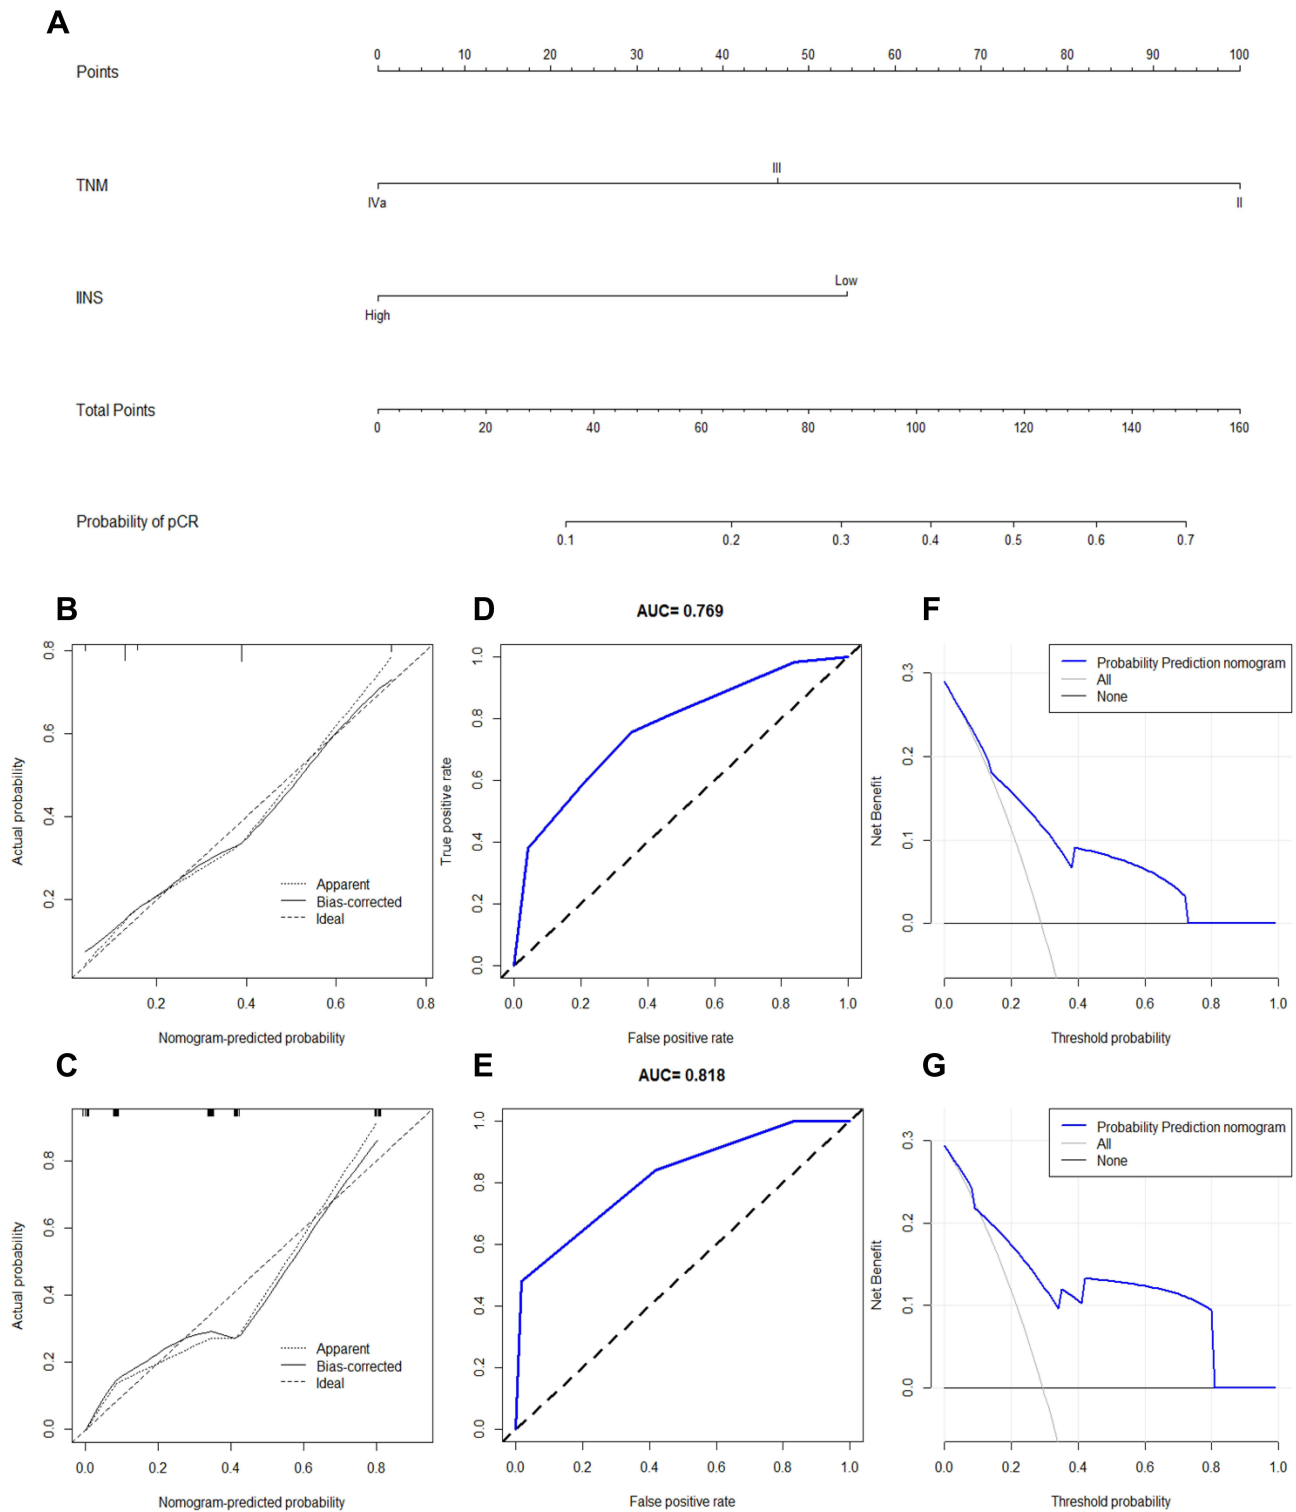 A
Points
0 10 20 30 40 50 60 70 80 90 100
TNM
III
IVa
II
IINS
Low
High
Total Points
0 20 40 60 80 100 120 140 160
Probability of pCR
0.1 0.2 0.3 0.4 0.5 0.6 0.7
B
0.8
0.6
0.4
0.2
Actual probability
Apparent
Bias-corrected
Ideal
0.2 0.4 0.6 0.8
Nomogram-predicted probability
D
AUC= 0.769
1.0
0.8
0.6
0.4
0.2
0.0
True positive rate
0.0 0.2 0.4 0.6 0.8 1.0
False positive rate
F
0.3
0.2
0.1
0.0
Net Benefit
Probability Prediction nomogram
All
None
0.0 0.2 0.4 0.6 0.8 1.0
Threshold probability
C
0.8
0.6
0.4
0.2
0.0
Actual probability
Apparent
Bias-corrected
Ideal
0.0 0.2 0.4 0.6 0.8
Nomogram-predicted probability
E
AUC= 0.818
1.0
0.8
0.6
0.4
0.2
0.0
0.0 0.2 0.4 0.6 0.8 1.0
False positive rate
G
0.3
0.2
0.1
0.0
Net Benefit
Probability Prediction nomogram
All
None
0.0 0.2 0.4 0.6 0.8 1.0
Threshold probability